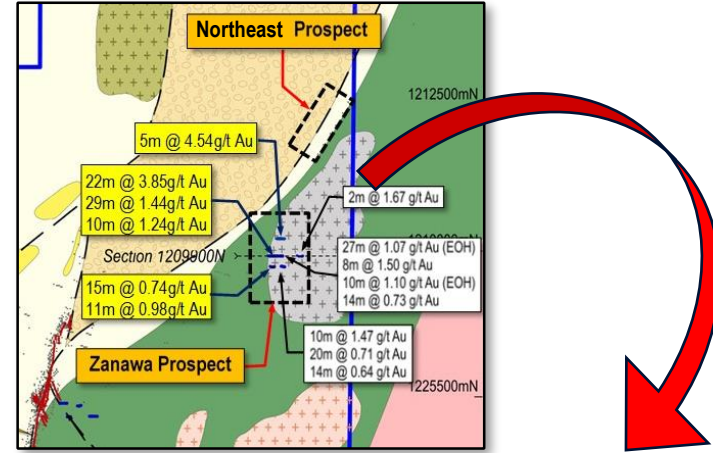 Northeast Prospect
1212500mN
5m @ 4.54g/t Au
22m @ 3.85g/t Au
29m @ 1.44g/t Au
10m @ 1.24g/t Au
2m @ 1.67 g/t Au
Section 1209900N
27m @ 1.07 g/t Au (EOH)
8m @ 1.50 g/t Au
10m @ 1.10 g/t Au (EOH)
14m @ 0.73 g/t Au
15m @ 0.74g/t Au
11m @ 0.98g/t Au
10m @ 1.47 g/t Au
20m @ 0.71 g/t Au
14m @ 0.64 g/t Au
Zanawa Prospect
1225500mN